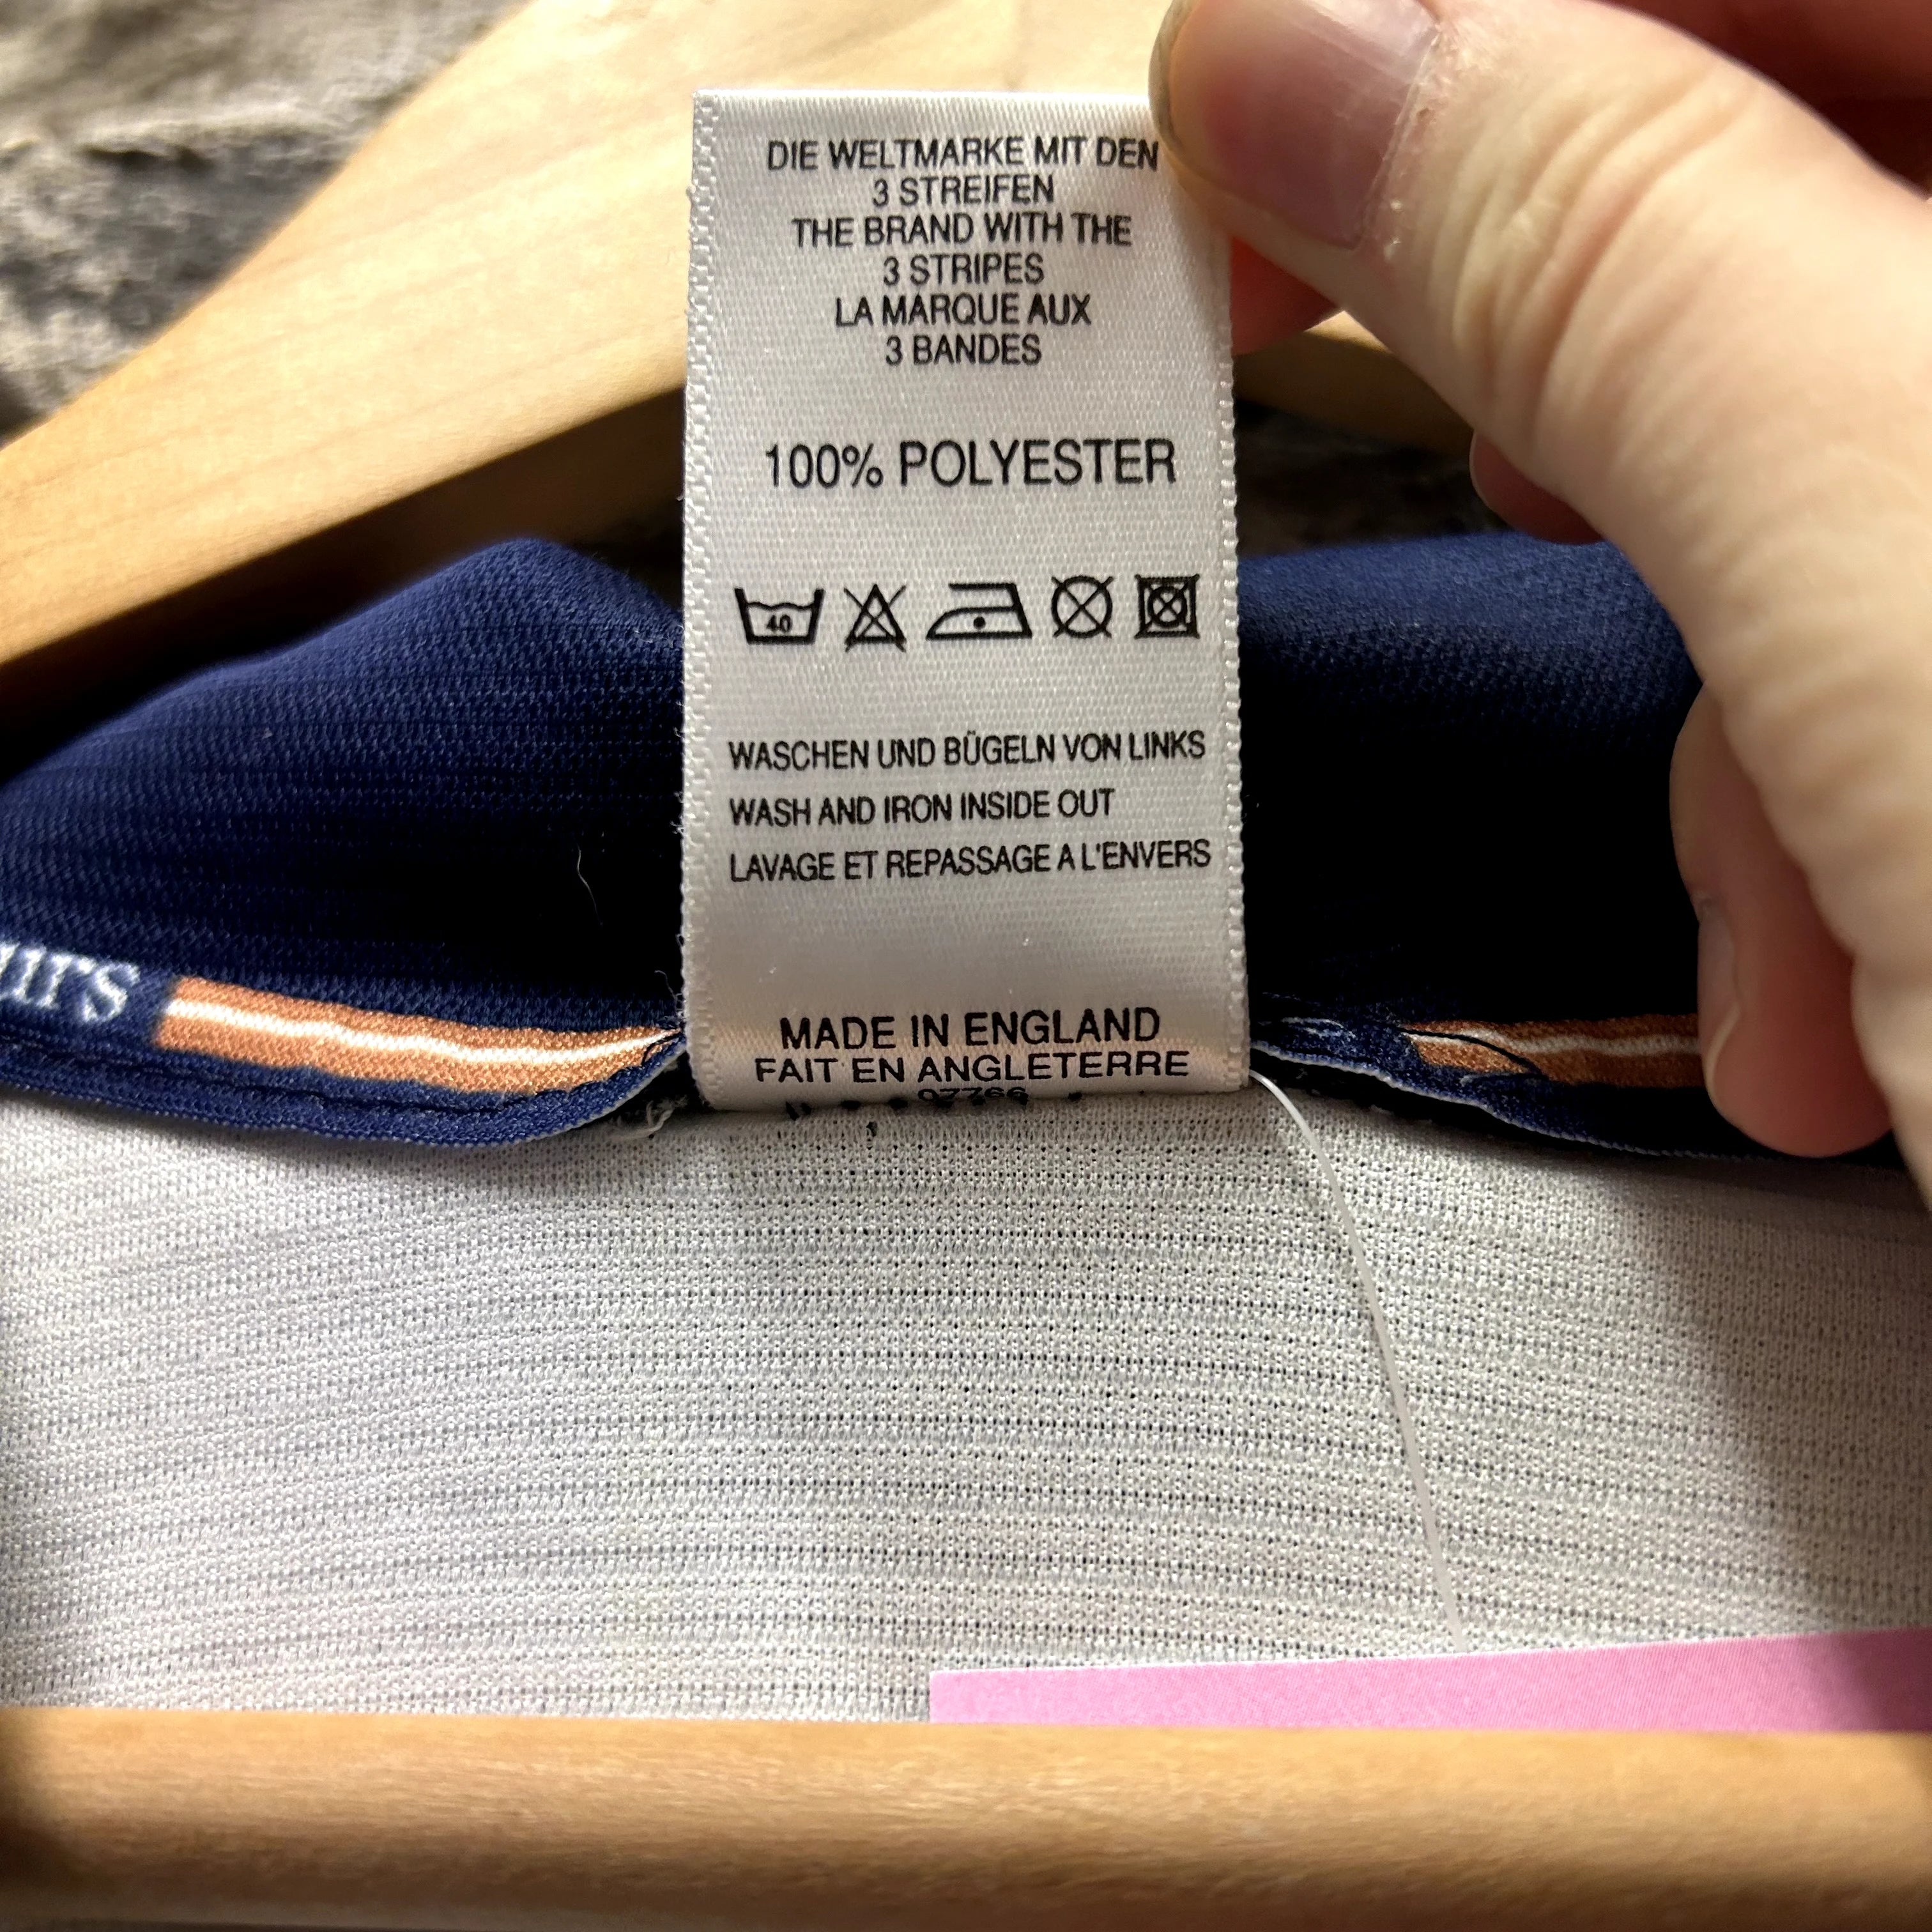 DIE WELTMARKE MIT DEN
3 STREIFEN
THE BRAND WITH THE
3 STRIPES
LA MARQUE AUX
3 BANDES
100% POLYESTER
40
WASCHEN UND BÜGELN VON LINKS
WASH AND IRON INSIDE OUT
LAVAGE ET REPASSAGE A L'ENVERS
urs
MADE IN ENGLAND
FAIT EN ANGLETERRE